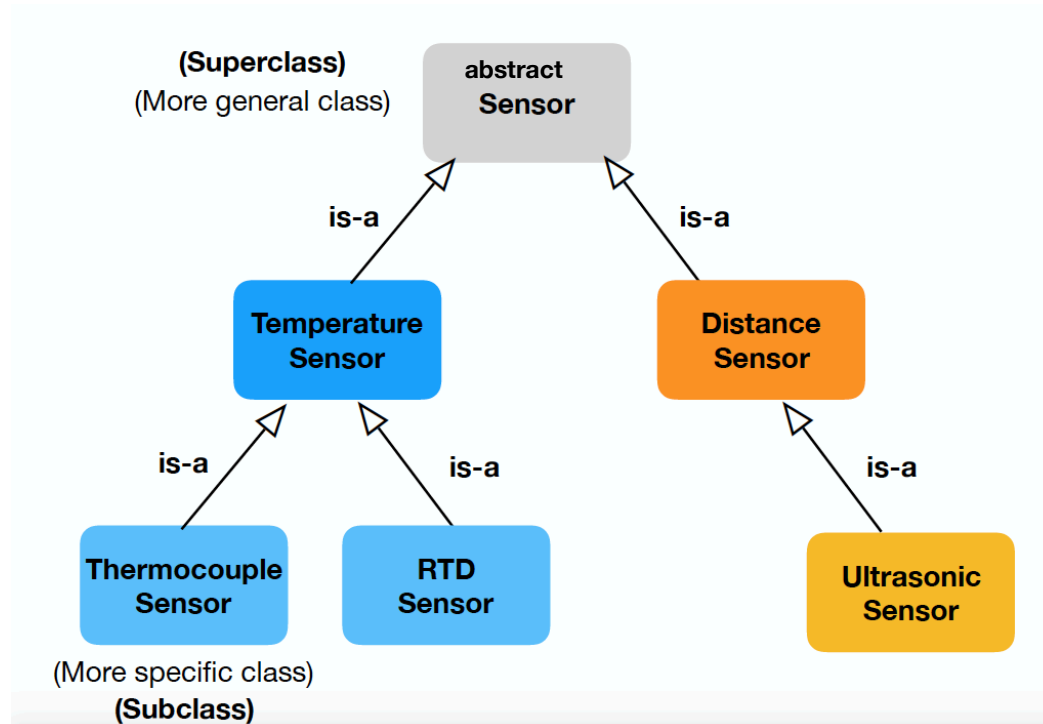 (Superclass)
(More general class)
abstract
Sensor
is-a
is-a
Temperature
Sensor
Distance
Sensor
is-a
is-a
is-a
Thermocouple
Sensor
RTD
Sensor
Ultrasonic
Sensor
(More specific class)
(Subclass)